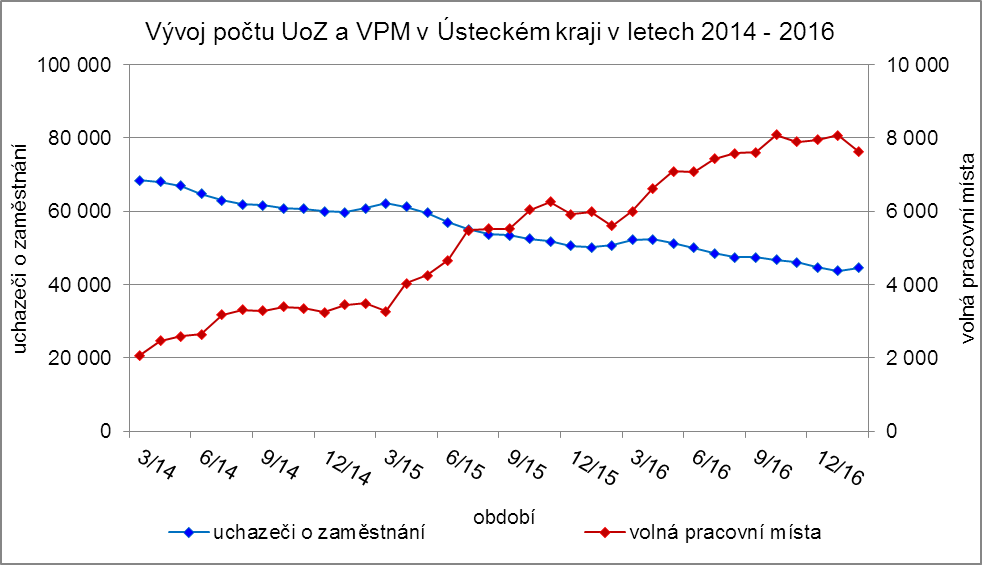 Vývoj počtu UoZ a VPM v Ústeckém kraji v letech 2014 - 2016
100 000
80 000
60 000
40 000
20 000
0
uchazeči o zaměstnání
10 000
8 000
6 000
4 000
2 000
0
volná pracovní místa
3/14 6/14 9/14 12/14 3/15 6/15 9/15 12/15 3/16 6/16 9/16 12/16
období
uchazeči o zaměstnání volná pracovní místa